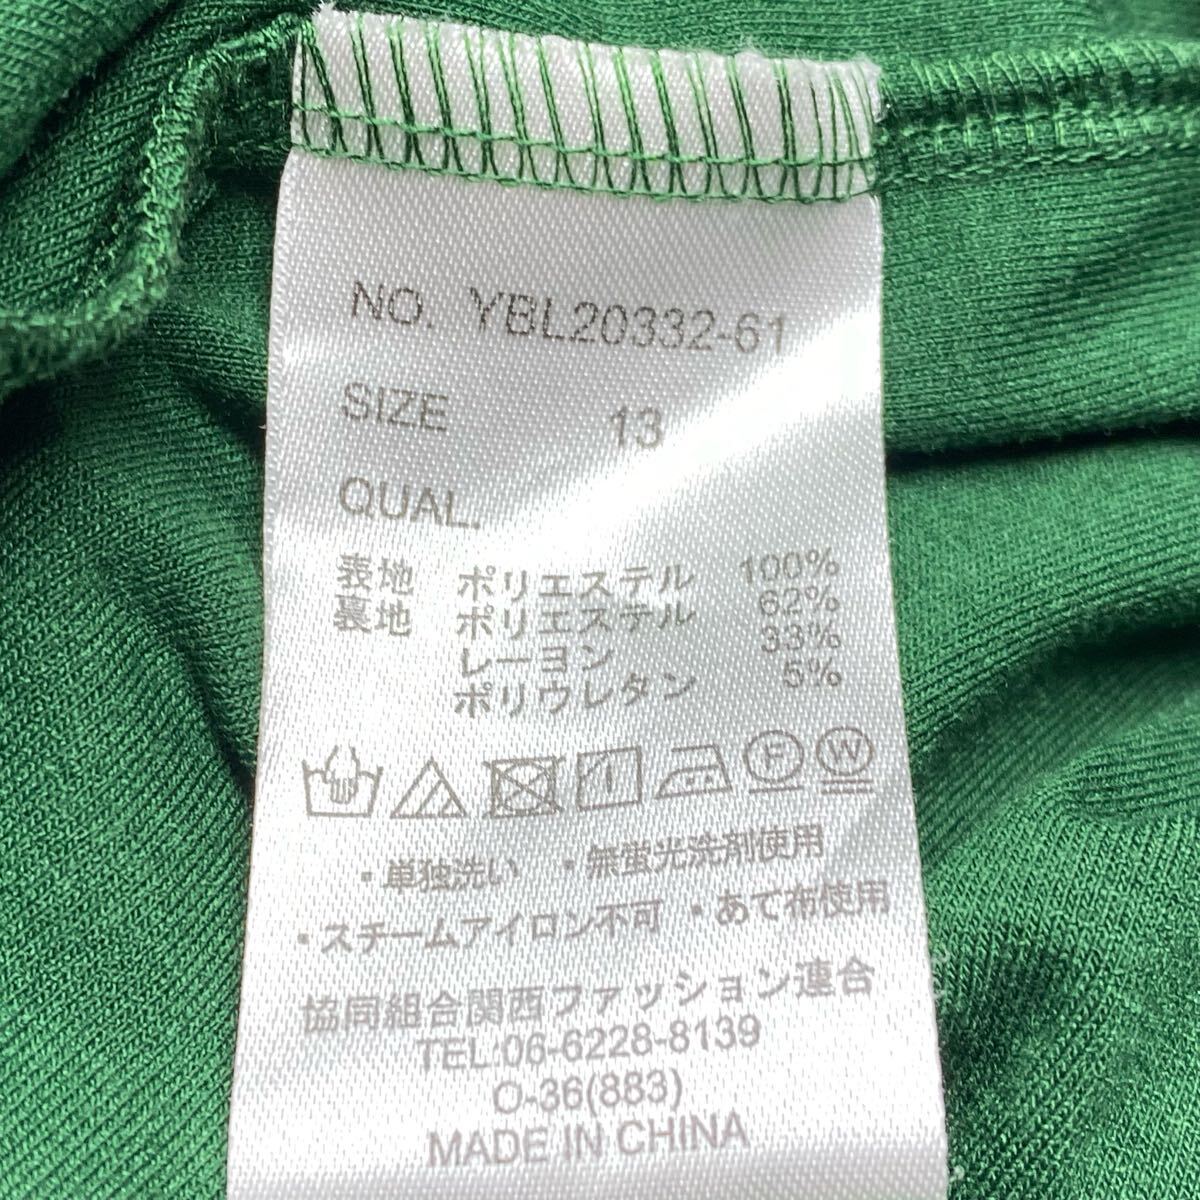 NO. YBL20332-61
SIZE 13
QUAL.
表地 ポリエステル 100%
裏地 ポリエステル 62%
レーヨン 33%
ポリウレタン 5%
F W
・単独洗い ・無蛍光洗剤使用
・スチームアイロン不可 ・あて布使用
協同組合関西ファッション連合
TEL:06-6228-8139
O-36(883)
MADE IN CHINA